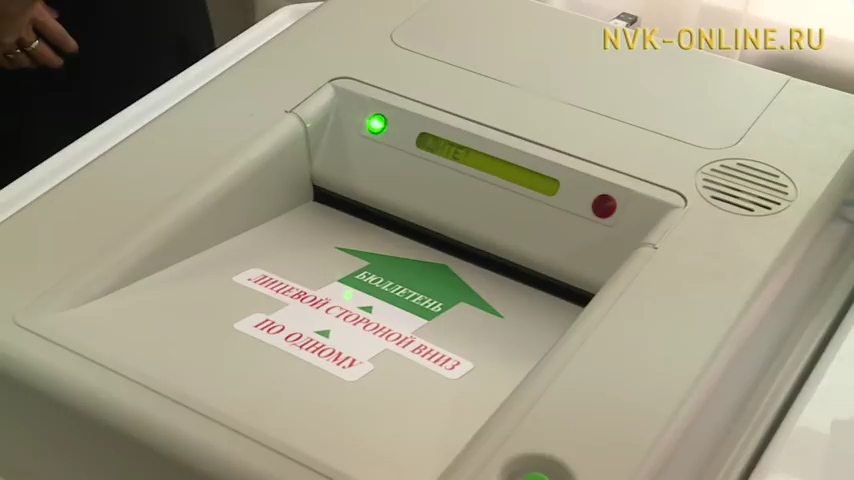 NVK-ONLINE.RU
БЮЛЛЕТЕНЬ
ЛИЦЕВОЙ СТОРОНОЙ ВНИЗ
ПО ОДНОМУ